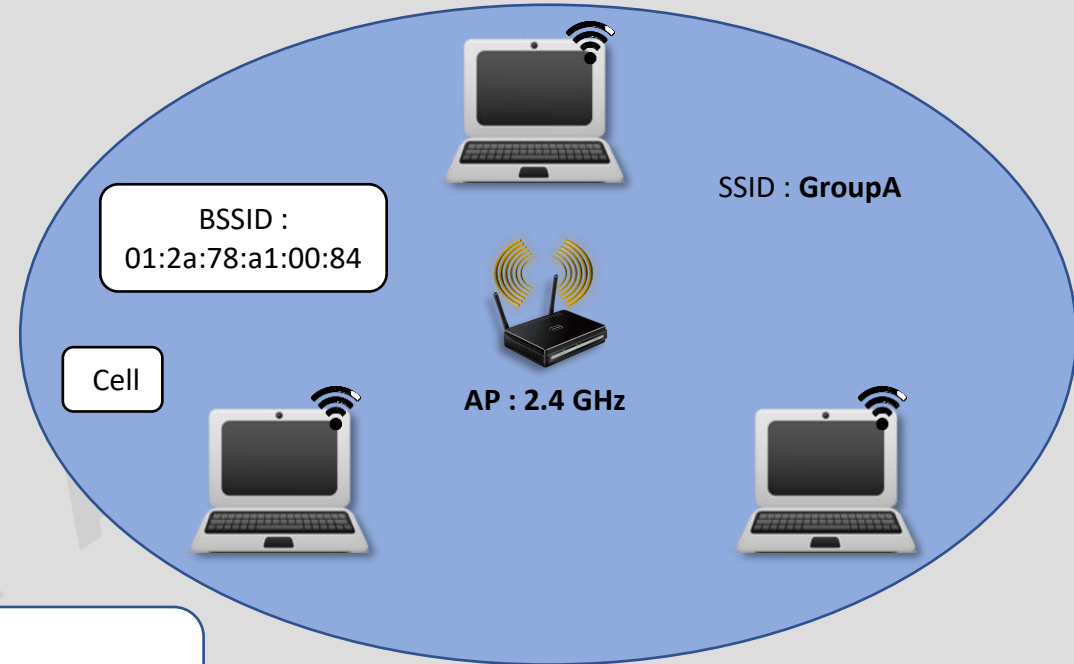 SSID : GroupA
BSSID :
01:2a:78:a1:00:84
Cell
AP : 2.4 GHz